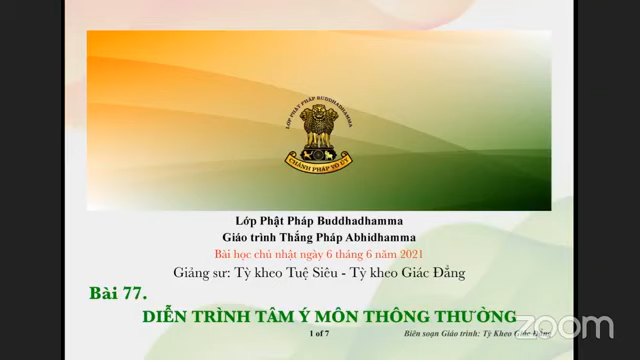 LỚP PHẬT PHÁP BUDDHADHAMMA
CHÁNH PHÁP VÔ ÚY
Lớp Phật Pháp Buddhadhamma
Giáo trình Thắng Pháp Abhidhamma
Bài học chủ nhật ngày 6 tháng 6 năm 2021
Giảng sư: Tỳ kheo Tuệ Siêu - Tỳ kheo Giác Đẳng
Bài 77.
DIỄN TRÌNH TÂM Ý MÔN THÔNG THƯỜNG
1 of 7
Biên soạn Giáo trình: Tỳ Kheo Giác Đẳng
zoom